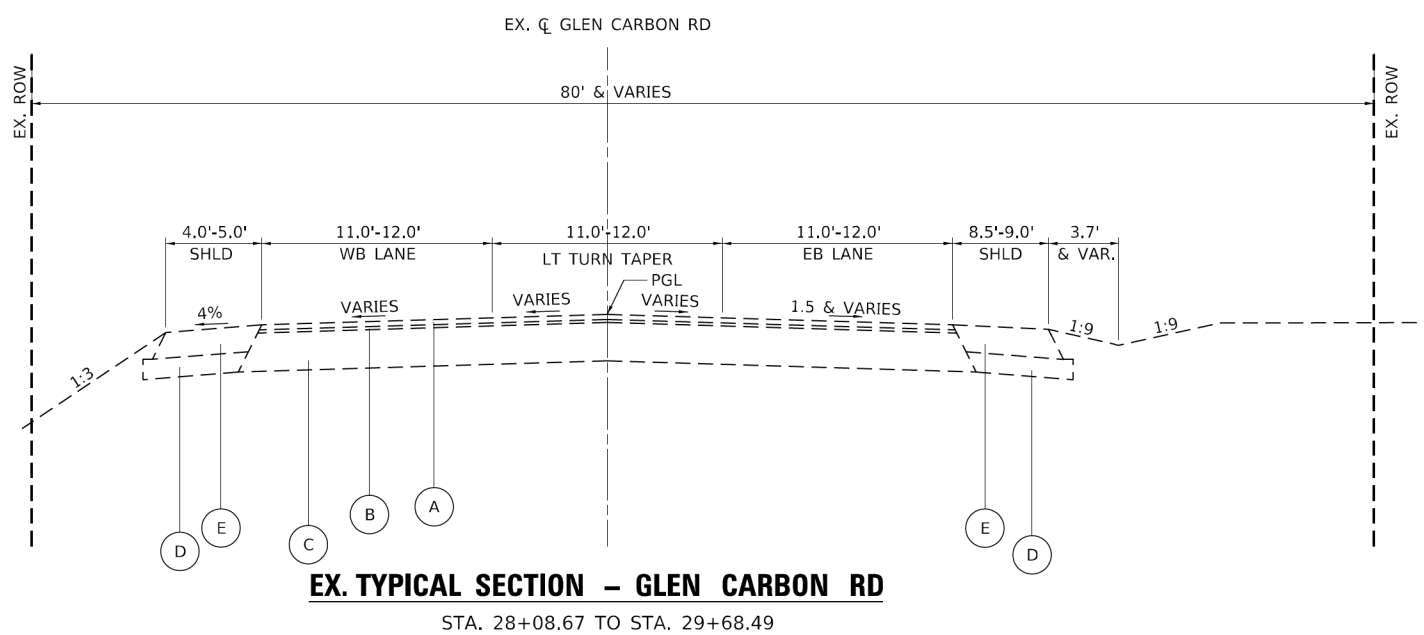 EX. ℄ GLEN CARBON RD
EX. ROW
80' & VARIES
EX. ROW
4.0'-5.0'
SHLD
11.0'-12.0'
WB LANE
11.0'-12.0'
LT TURN TAPER
11.0'-12.0'
EB LANE
8.5'-9.0'
SHLD
3.7'
& VAR.
PGL
4%
VARIES
VARIES
VARIES
1.5 & VARIES
1:9
1:9
1:3
D
E
C
B
A
E
D
EX. TYPICAL SECTION – GLEN CARBON RD
STA. 28+08.67 TO STA. 29+68.49